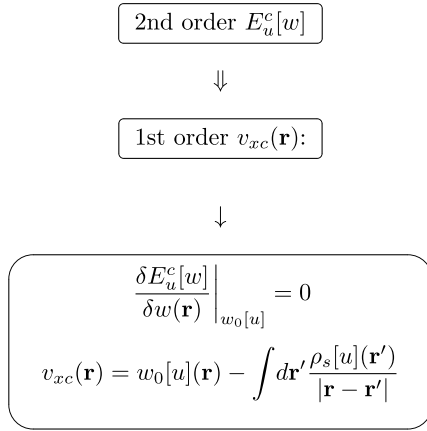 2nd order $E_u^c[w]$
⇓
1st order $v_{xc}(\mathbf{r})$:
↓
$\left.\frac{\delta E_u^c[w]}{\delta w(\mathbf{r})}\right|_{w_0[u]} = 0$
$v_{xc}(\mathbf{r}) = w_0[u](\mathbf{r}) - \int d\mathbf{r}' \frac{\rho_s[u](\mathbf{r}')}{|\mathbf{r} - \mathbf{r}'|}$